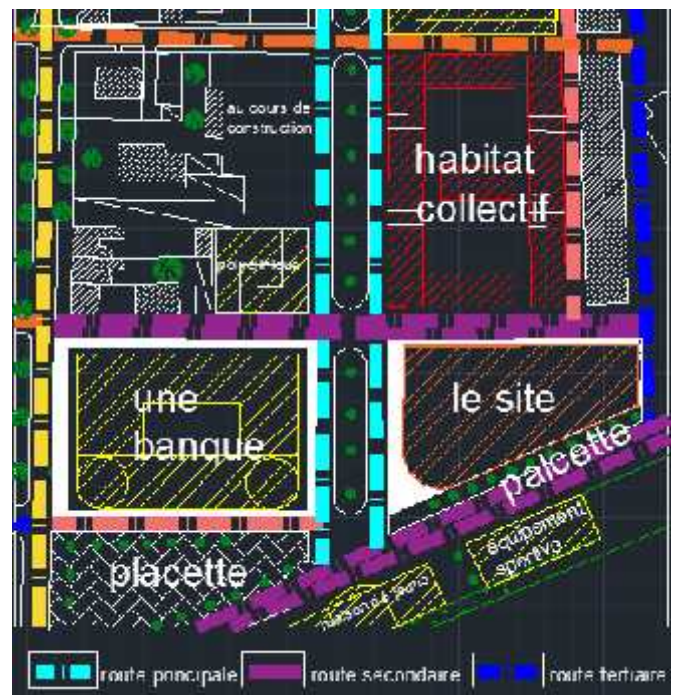 au cours de
construction
habitat
collectif
polyclinique
une
banque
le site
palcette
placette
équipement
sportive
route principale
route secondaire
route tertiaire